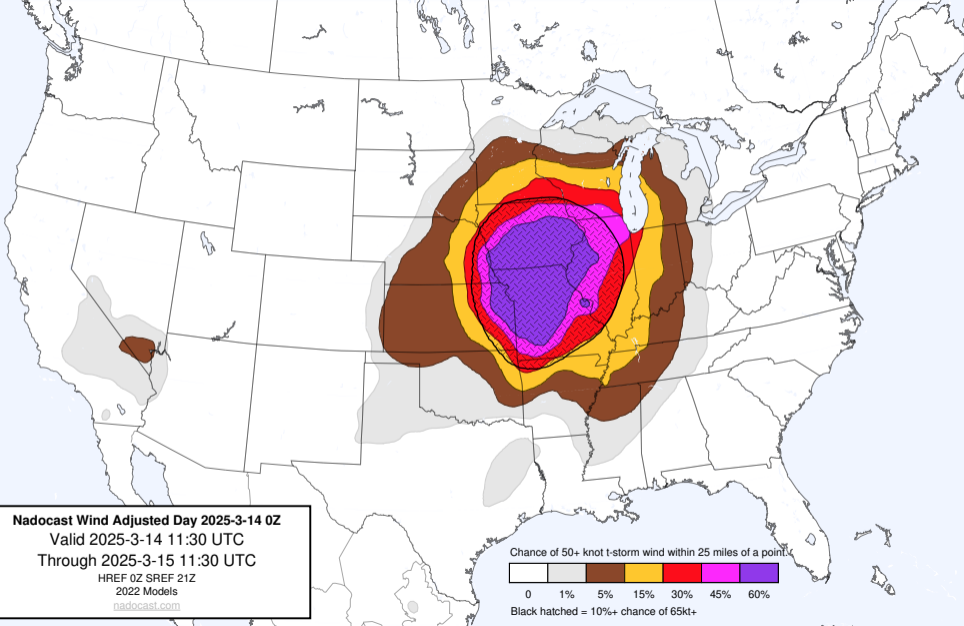 Nadocast Wind Adjusted Day 2025-3-14 0Z
Valid 2025-3-14 11:30 UTC
Through 2025-3-15 11:30 UTC
HREF 0Z SREF 21Z
2022 Models
nadocast.com
Chance of 50+ knot t-storm wind within 25 miles of a point.
0 1% 5% 15% 30% 45% 60%
Black hatched = 10%+ chance of 65kt+